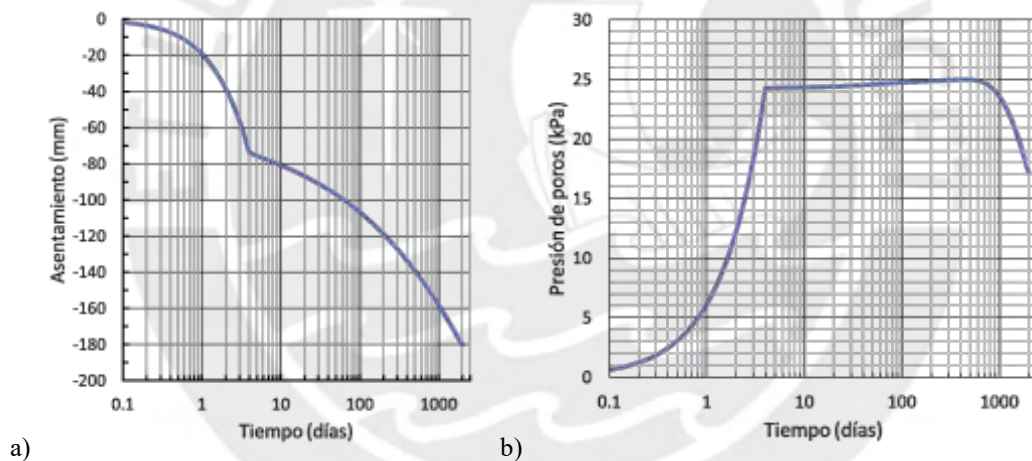 0
-20
-40
-60
-80
-100
-120
-140
-160
-180
-200
Asentamiento (mm)
0.1 1 10 100 1000
Tiempo (días)
a)
30
25
20
15
10
5
0
Presión de poros (kPa)
0.1 1 10 100 1000
Tiempo (días)
b)